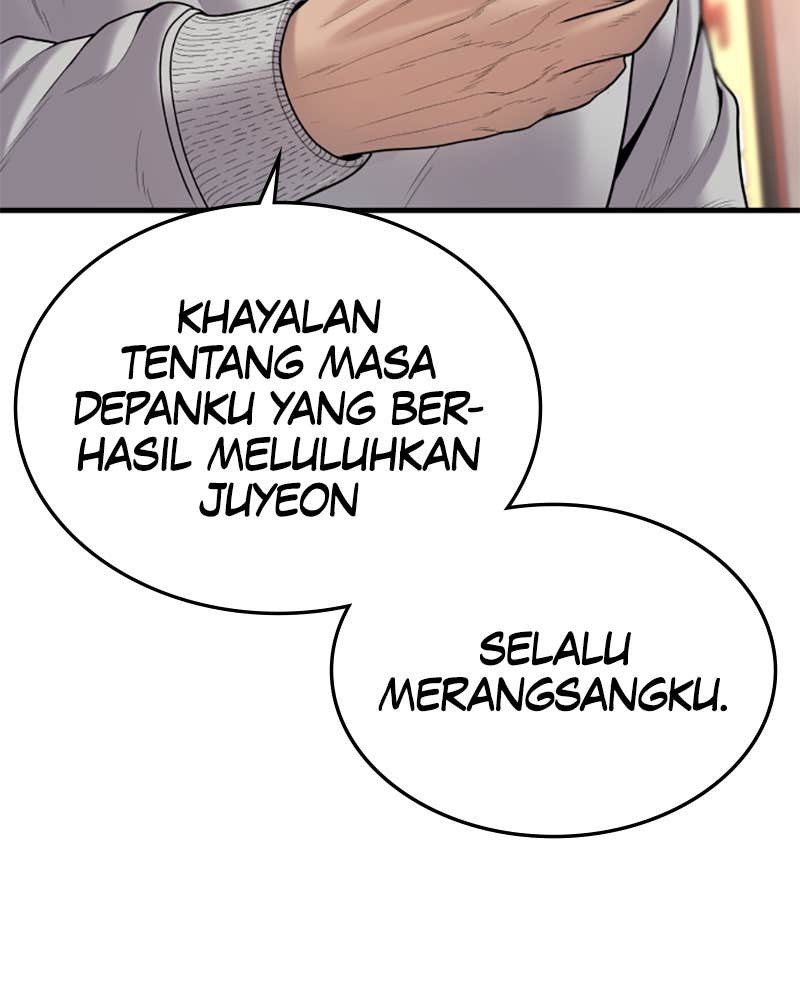 KHAYALAN
TENTANG MASA
DEPANKU YANG BER-
HASIL MELULUHKAN
JUYEON
SELALU
MERANGSANGKU.